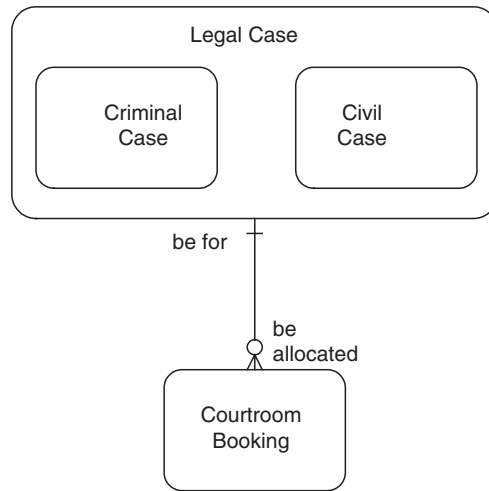 Legal Case
Criminal
Case
Civil
Case
be for
be
allocated
Courtroom
Booking